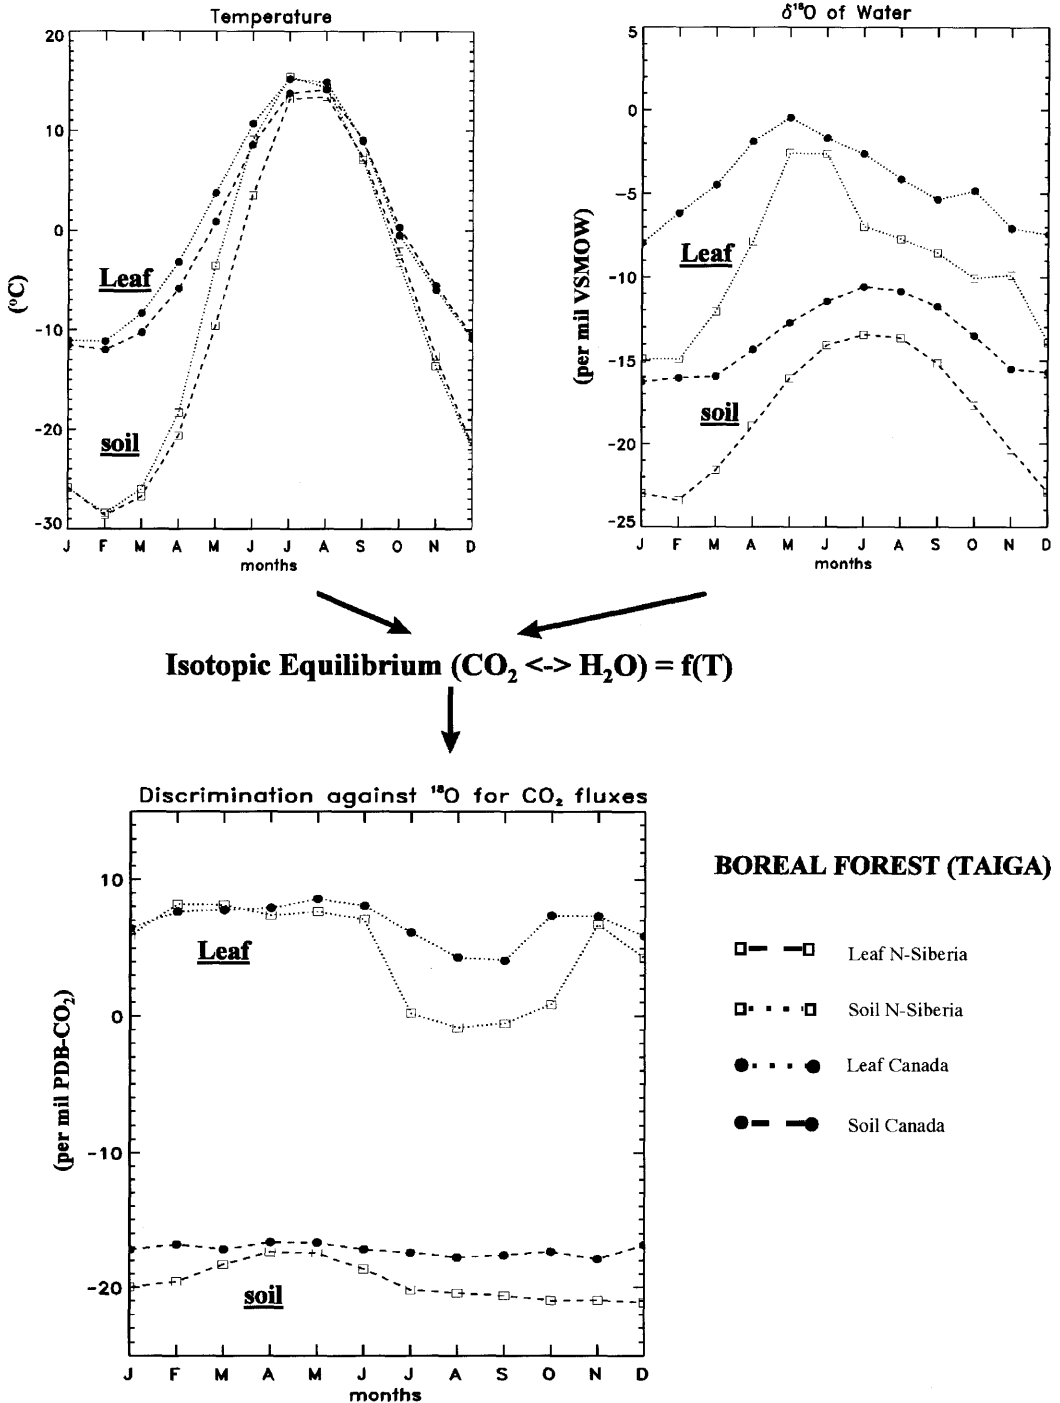 Temperature
20
10
0
-10
-20
-30
(°C)
Leaf
soil
J F M A M J J A S O N D
months
δ¹⁸O of Water
5
0
-5
-10
-15
-20
-25
(per mil VSMOW)
Leaf
soil
J F M A M J J A S O N D
months
Isotopic Equilibrium (CO₂ <-> H₂O) = f(T)
Discrimination against ¹⁸O for CO₂ fluxes
10
0
-10
-20
(per mil PDB-CO₂)
Leaf
soil
J F M A M J J A S O N D
months
BOREAL FOREST (TAIGA)
Leaf N-Siberia
Soil N-Siberia
Leaf Canada
Soil Canada